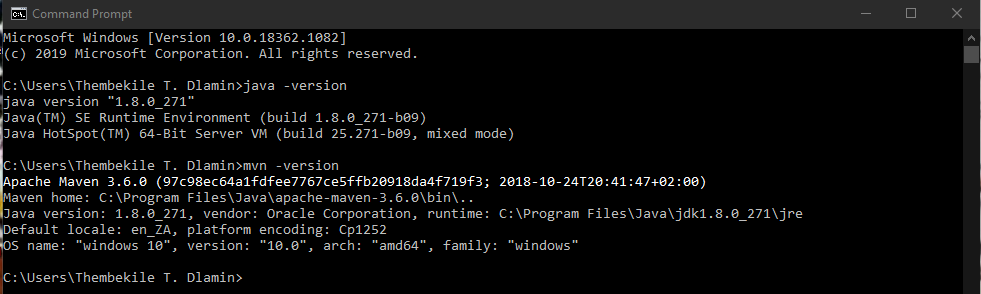 Command Prompt
Microsoft Windows [Version 10.0.18362.1082]
(c) 2019 Microsoft Corporation. All rights reserved.
C:\Users\Thembekile T. Dlamin>java -version
java version "1.8.0_271"
Java(TM) SE Runtime Environment (build 1.8.0_271-b09)
Java HotSpot(TM) 64-Bit Server VM (build 25.271-b09, mixed mode)
C:\Users\Thembekile T. Dlamin>mvn -version
Apache Maven 3.6.0 (97c98ec64a1fdfee7767ce5ffb20918da4f719f3; 2018-10-24T20:41:47+02:00)
Maven home: C:\Program Files\Java\apache-maven-3.6.0\bin\..
Java version: 1.8.0_271, vendor: Oracle Corporation, runtime: C:\Program Files\Java\jdk1.8.0_271\jre
Default locale: en_ZA, platform encoding: Cp1252
OS name: "windows 10", version: "10.0", arch: "amd64", family: "windows"
C:\Users\Thembekile T. Dlamin>